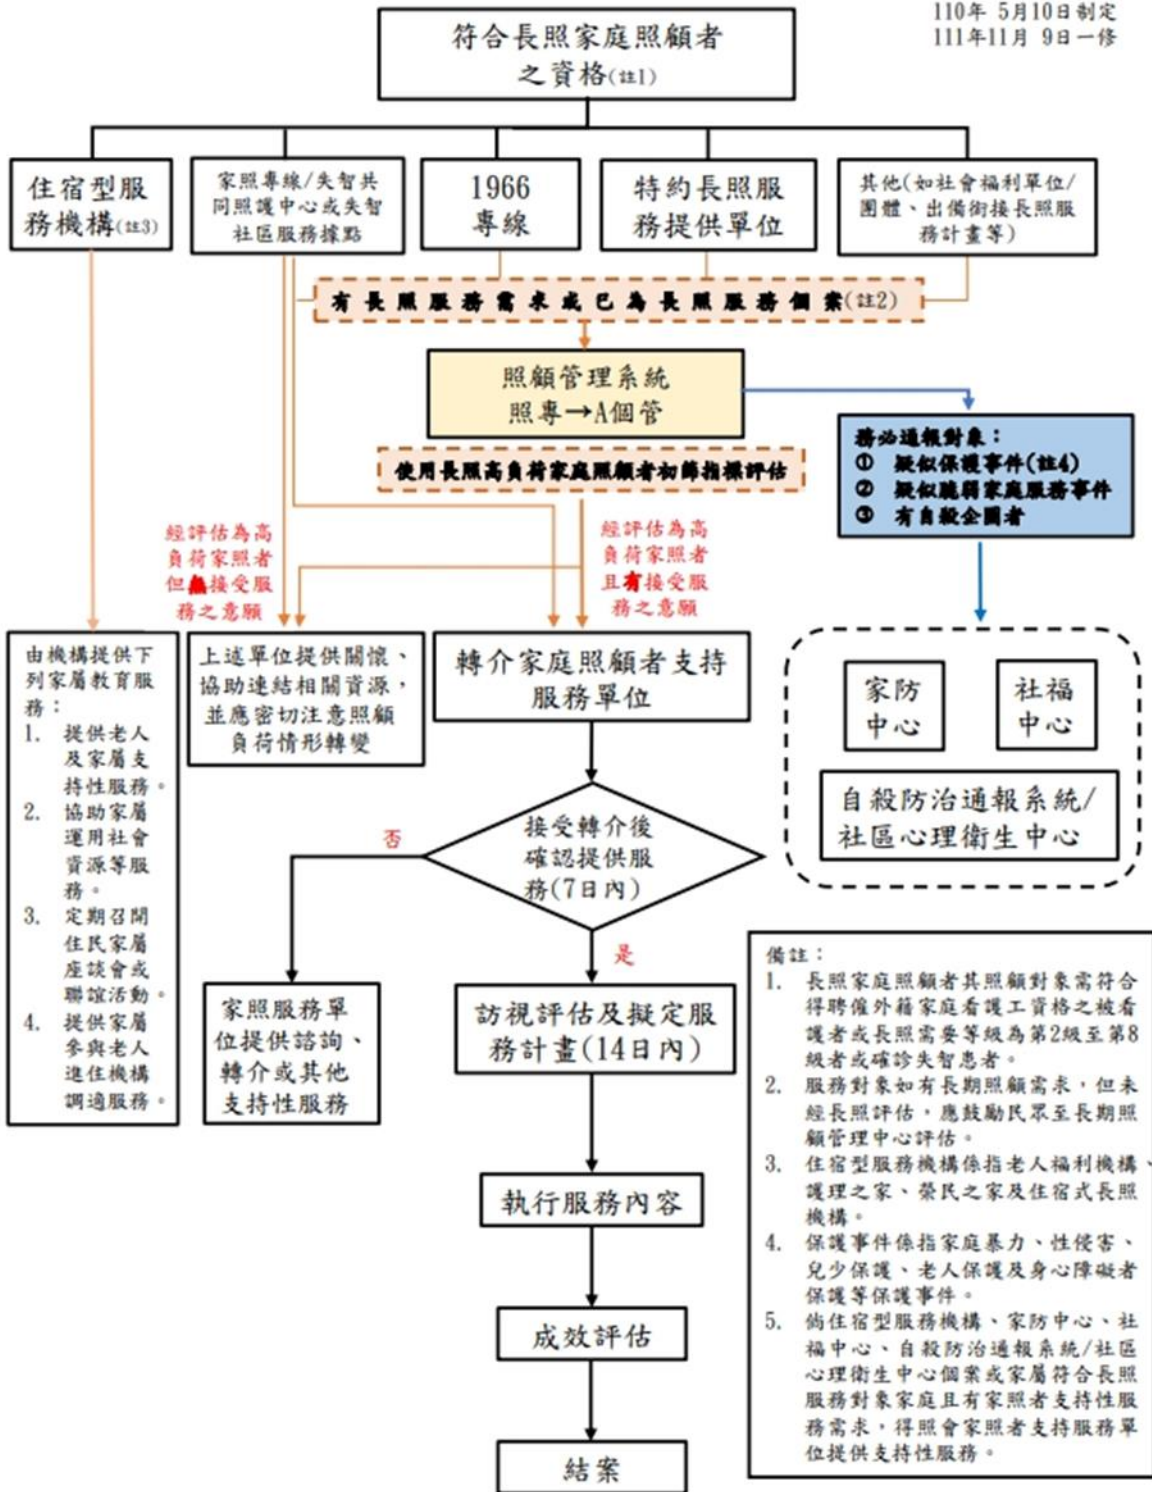 110年 5月10日制定
111年11月 9日一修
符合長照家庭照顧者
之資格(註1)
住宿型服
務機構(註3)
家照專線/失智共
同照護中心或失智
社區服務據點
1966
專線
特約長照服
務提供單位
其他(如社會福利單位/
團體、出備銜接長照服
務計畫等)
有長照服務需求或已為長照服務個案(註2)
照顧管理系統
照專→A個管
使用長照高負荷家庭照顧者初篩指標評估
務必通報對象：
① 疑似保護事件(註4)
② 疑似脆弱家庭服務事件
③ 有自殺企圖者
經評估為高
負荷家照者
但無接受服
務之意願
經評估為高
負荷家照者
且有接受服
務之意願
由機構提供下
列家屬教育服
務：
1. 提供老人
及家屬支
持性服務。
2. 協助家屬
運用社會
資源等服
務。
3. 定期召開
住民家屬
座談會或
聯誼活動。
4. 提供家屬
參與老人
進住機構
調適服務。
上述單位提供關懷、
協助連結相關資源，
並應密切注意照顧
負荷情形轉變
轉介家庭照顧者支持
服務單位
家防
中心
社福
中心
自殺防治通報系統/
社區心理衛生中心
接受轉介後
確認提供服
務(7日內)
否
是
家照服務單
位提供諮詢、
轉介或其他
支持性服務
訪視評估及擬定服
務計畫(14日內)
執行服務內容
成效評估
結案
備註：
1. 長照家庭照顧者其照顧對象需符合
得聘僱外籍家庭看護工資格之被看
護者或長照需要等級為第2級至第8
級者或確診失智患者。
2. 服務對象如有長期照顧需求，但未
經長照評估，應鼓勵民眾至長期照
顧管理中心評估。
3. 住宿型服務機構係指老人福利機構、
護理之家、榮民之家及住宿式長照
機構。
4. 保護事件係指家庭暴力、性侵害、
兒少保護、老人保護及身心障礙者
保護等保護事件。
5. 倘住宿型服務機構、家防中心、社
福中心、自殺防治通報系統/社區
心理衛生中心個案或家屬符合長照
服務對象家庭且有家照者支持性服
務需求，得照會家照者支持服務單
位提供支持性服務。